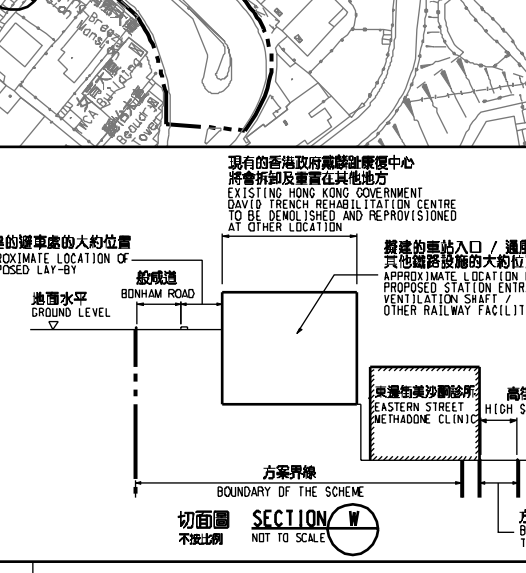 現有的香港政府戴麟趾康復中心
將會拆卸及重置在其他地方
EXISTING HONG KONG GOVERNMENT
DAVID TRENCH REHABILITATION CENTRE
TO BE DEMOLISHED AND REPROVISIONED
AT OTHER LOCATION
的避車處的大約位置
OXIMATE LOCATION OF
POSED LAY-BY
擬建的車站入口 / 通風
其他鐵路設施的大約位
APPROXIMATE LOCATION
PROPOSED STATION ENTR
VENTILATION SHAFT /
OTHER RAILWAY FACILIT
般咸道
BONHAM ROAD
地面水平
GROUND LEVEL
東邊街美沙酮診所
EASTERN STREET
METHADONE CLINIC
高街
HIGH S
方案界線
BOUNDARY OF THE SCHEME
切面圖 SECTION W
不按比例 NOT TO SCALE